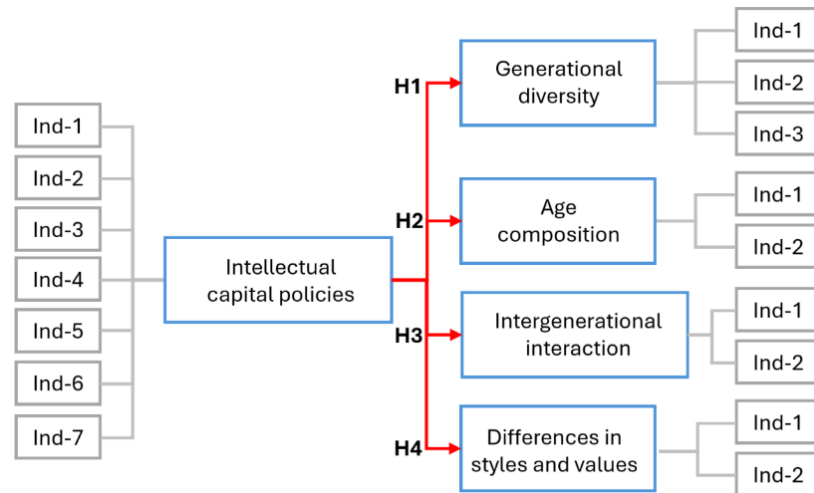 Ind-1
Ind-2
Ind-3
Ind-4
Ind-5
Ind-6
Ind-7
Intellectual
capital policies
H1
Generational
diversity
Ind-1
Ind-2
Ind-3
H2
Age
composition
Ind-1
Ind-2
H3
Intergenerational
interaction
Ind-1
Ind-2
H4
Differences in
styles and values
Ind-1
Ind-2